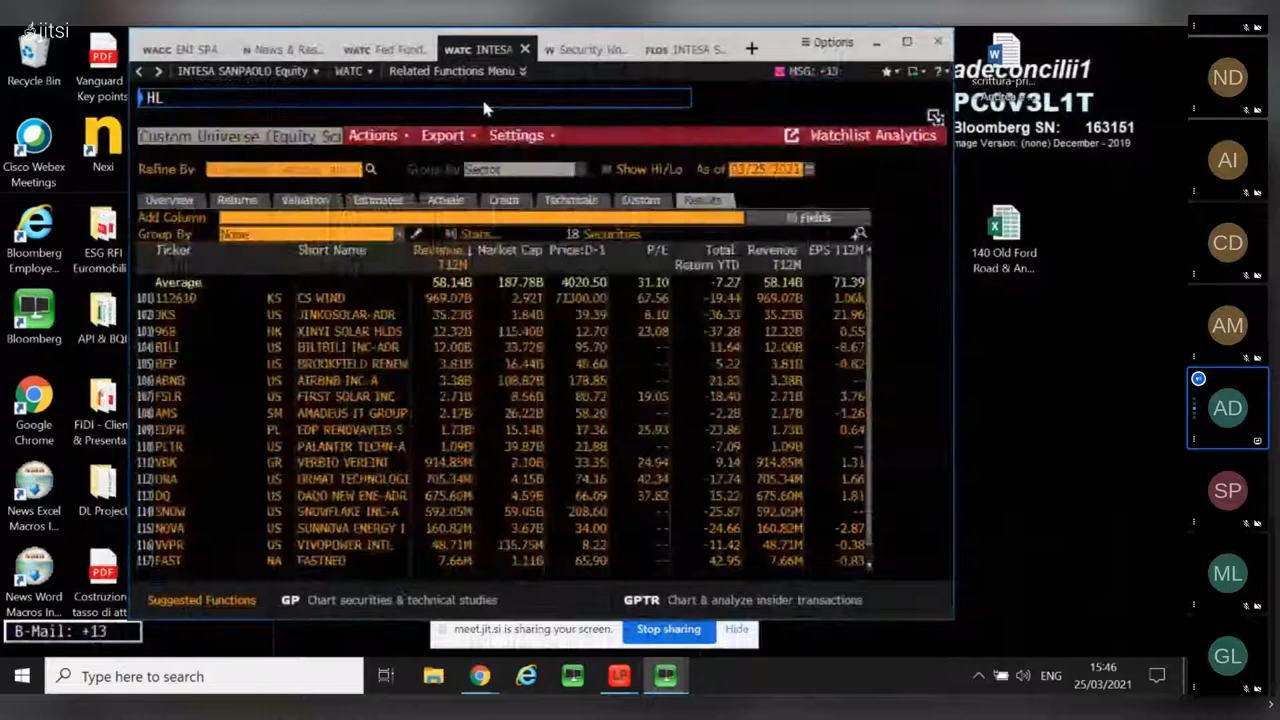 jitsi
Recycle Bin
Vanguard Key points
Cisco Webex Meetings
Nexi
Bloomberg Employe...
ESG RFI Euromobili...
Bloomberg
API & BQL
Google Chrome
FIDI - Clien & Presenta
News Excel Macros I...
DL Project
News Word Macros In...
Costruzion tasso di att
B-Mail: +13
WACC ENI SPA
N News & Res..
WATC Fed Fund..
WATC INTESA
W Security Wo..
FLDS INTESA S..
Options
INTESA SANPAOLO Equity
WATC
Related Functions Menu
MSG: +13
HL
Custom Universe (Equity Scr
Actions
Export
Settings
Watchlist Analytics
Refine By
Group By
Sector
Show Hi/Lo
As of
03/25/2021
Overview Returns Valuation Estimates Actuals Credit Technicals Custom Results
Add Column
Fields
Group By
None
Stats...
18 Securities
Ticker Short Name Revenue T12M Market Cap Price:D-1 P/E Total Return YTD Revenue T12M EPS T12M
Average 58.14B 187.78B 4020.50 31.10 -7.27 58.14B 71.39
101) 112610 KS CS WIND 969.07B 2.92T 71300.00 67.56 -19.44 969.07B 1.06k
102) JKS US JINKOSOLAR-ADR 35.23B 1.84B 39.39 8.10 -36.33 35.23B 21.96
103) 968 HK XINYI SOLAR HLDS 12.32B 115.40B 12.70 23.08 -37.28 12.32B 0.55
104) BILI US BILIBILI INC-ADR 12.00B 33.72B 95.70 -- 11.64 12.00B -8.67
105) BEP US BROOKFIELD RENEW 3.81B 16.44B 40.60 -- -5.22 3.81B -0.82
106) ABNB US AIRBNB INC-A 3.38B 108.82B 178.85 -- 21.83 3.38B --
107) FSLR US FIRST SOLAR INC 2.71B 8.56B 80.72 19.05 -18.40 2.71B 3.76
108) AMS SM AMADEUS IT GROUP 2.17B 26.22B 58.20 -- -2.28 2.17B -1.26
109) EDPR PL EDP RENOVAVEIS S 1.73B 15.14B 17.36 25.93 -23.86 1.73B 0.64
110) PLTR US PALANTIR TECHN-A 1.09B 39.87B 21.88 -- -7.09 1.09B --
111) VBK GR VERBIO VEREINT 914.85M 2.10B 33.35 24.94 9.14 914.85M 1.31
112) ORA US ORMAT TECHNOLOGI 705.34M 4.15B 74.16 42.34 -17.74 705.34M 1.66
113) DQ US DAQO NEW ENE-ADR 675.60M 4.59B 66.09 37.82 15.22 675.60M 1.81
114) SNOW US SNOWFLAKE INC-A 592.05M 59.05B 208.60 -- -25.87 592.05M --
115) NOVA US SUNNOVA ENERGY I 160.82M 3.67B 34.00 -- -24.66 160.82M -2.87
116) VVPR US VIVOPOWER INTL 48.71M 135.75M 8.22 -- -11.42 48.71M -0.38
117) FAST NA FASTNED 7.66M 1.11B 65.90 -- 42.95 7.66M -0.83
Suggested Functions
GP Chart securities & technical studies
GPTR Chart & analyze insider transactions
meet.jit.si is sharing your screen.
Stop sharing
Hide
scrittura-pri...
adeconcilii1
PC0V3L1T
Bloomberg SN: 163151
mage Version: (none) December - 2019
140 Old Ford Road & An...
ND
AI
CD
AM
AD
SP
ML
GL
Type here to search
ENG
15:46
25/03/2021